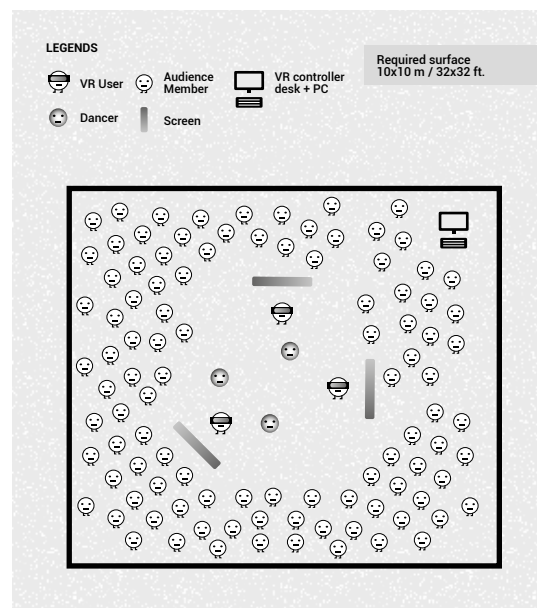 LEGENDS
VR User
Audience
Member
VR controller
desk + PC
Dancer
Screen
Required surface
10x10 m / 32x32 ft.